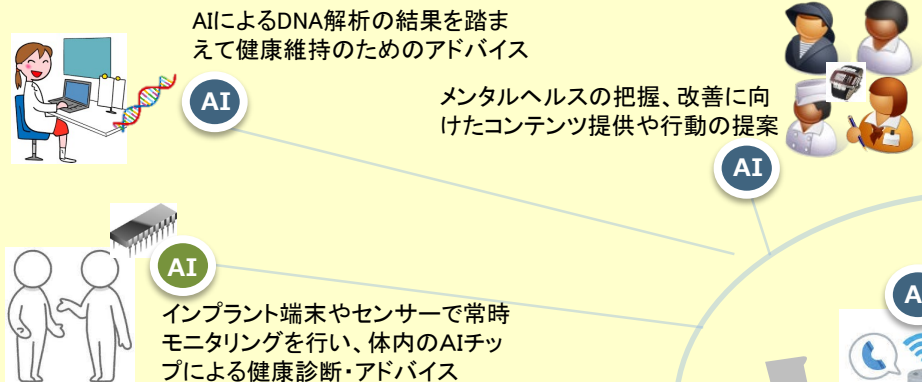 AIによるDNA解析の結果を踏ま
えて健康維持のためのアドバイス
AI
メンタルヘルスの把握、改善に向
けたコンテンツ提供や行動の提案
AI
AI
インプラント端末やセンサーで常時
モニタリングを行い、体内のAIチッ
プによる健康診断・アドバイス